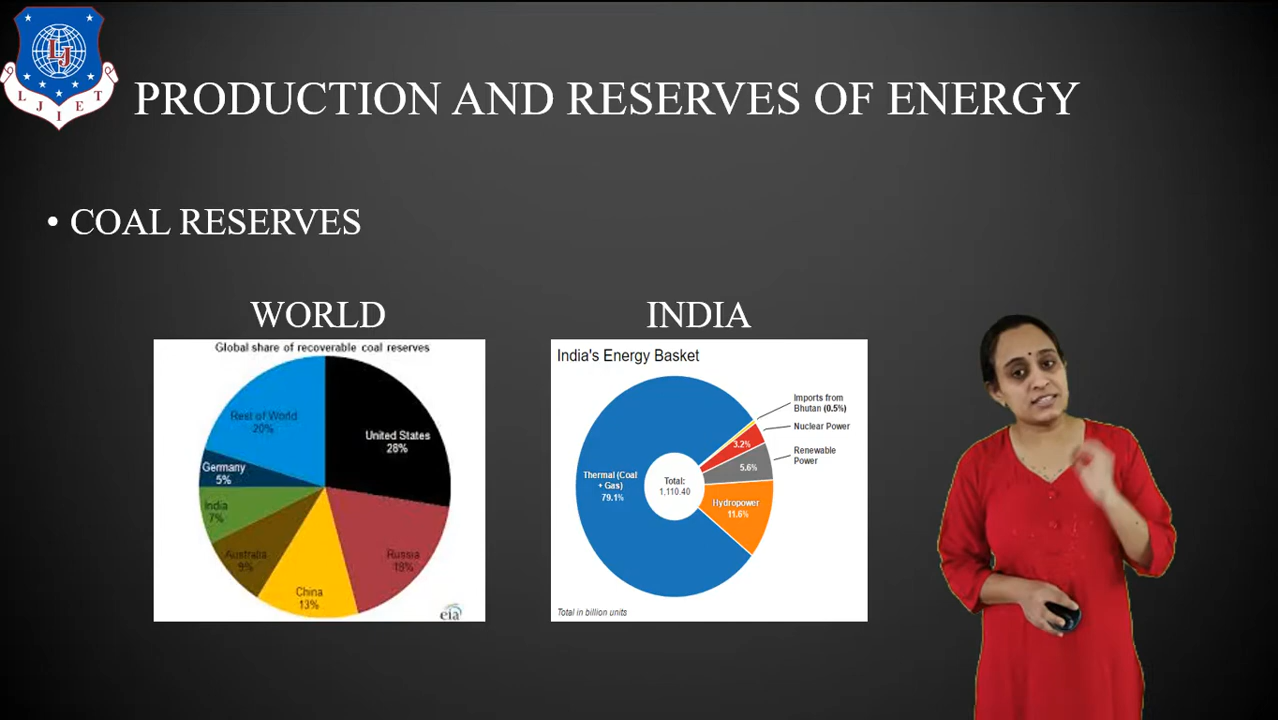 LJ
LJIET
PRODUCTION AND RESERVES OF ENERGY
• COAL RESERVES
WORLD
Global share of recoverable coal reserves
Rest of World
20%
United States
28%
Germany
5%
India
7%
Australia
9%
China
13%
Russia
18%
eia
INDIA
India's Energy Basket
Imports from
Bhutan (0.5%)
Nuclear Power
3.2%
Renewable
Power
5.6%
Thermal (Coal
+ Gas)
79.1%
Total:
1,110.40
Hydropower
11.6%
Total in billion units